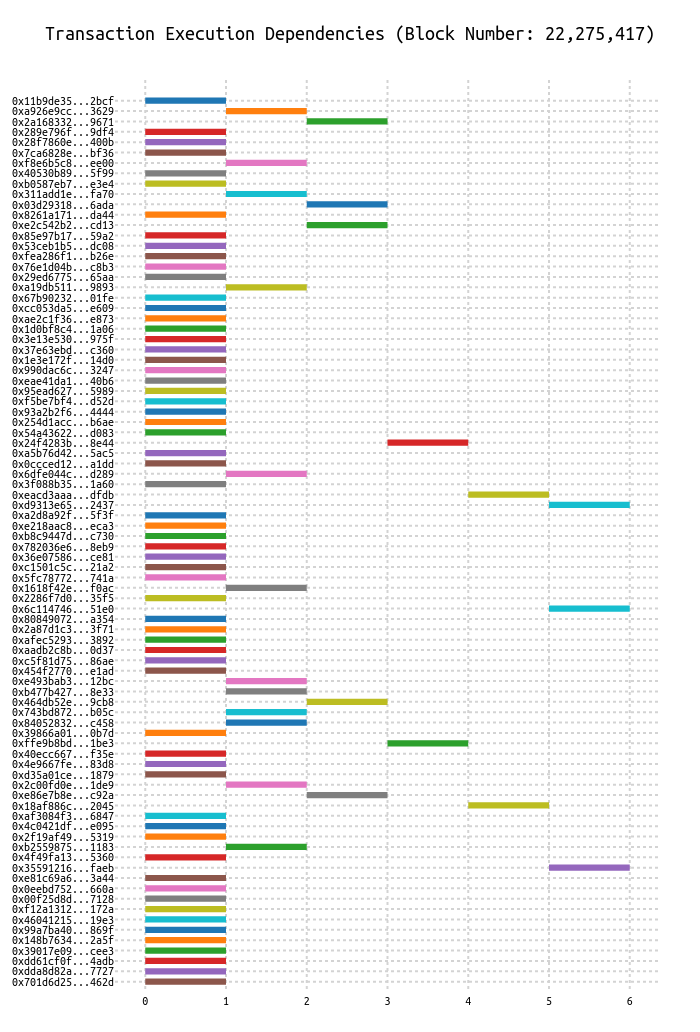 Transaction Execution Dependencies (Block Number: 22,275,417)
0x11b9de35...2bcf
0xa926e9cc...3629
0x2a168332...9671
0x289e796f...9df4
0x28f7860e...400b
0x7ca6828e...bf36
0xf8e6b5c8...ee00
0x40530b89...5f99
0xb0587eb7...e3e4
0x311add1e...fa70
0x03d29318...6ada
0x8261a171...da44
0xe2c542b2...cd13
0x85e97b17...59a2
0x53ceb1b5...dc08
0xfea286f1...b26e
0x76e1d04b...c8b3
0x29ed6775...65aa
0xa19db511...9893
0x67b90232...01fe
0xcc053da5...e609
0xae2c1f36...e873
0x1d0bf8c4...1a06
0x3e13e530...975f
0x37e63ebd...c360
0x1e3e172f...14d0
0x990dac6c...3247
0xeae41da1...40b6
0x95ead627...5989
0xf5be7bf4...d52d
0x93a2b2f6...4444
0x254d1acc...b6ae
0x54a43622...d083
0x24f4283b...8e44
0xa5b76d42...5ac5
0x0ccced12...a1dd
0x6dfe044c...d289
0x3f088b35...1a60
0xeacd3aaa...dfdb
0xd9313e65...2437
0xa2d8a92f...5f3f
0xe218aac8...eca3
0xb8c9447d...c730
0x782036e6...8eb9
0x36e07586...ce81
0xc1501c5c...21a2
0x5fc78772...741a
0x1618f42e...f0ac
0x2286f7d0...35f5
0x6c114746...51e0
0x80849072...a354
0x2a87d1c3...3f71
0xafec5293...3892
0xaadb2c8b...0d37
0xc5f81d75...86ae
0x454f2770...e1ad
0xe493bab3...12bc
0xb477b427...8e33
0x464db52e...9cb8
0x743bd872...b05c
0x84052832...c458
0x39866a01...0b7d
0xffe9b8bd...1be3
0x40ecc667...f35e
0x4e9667fe...83d8
0xd35a01ce...1879
0x2c00fd0e...1de9
0xe86e7b8e...c92a
0x18af886c...2045
0xaf3084f3...6847
0x4c0421df...e095
0x2f19af49...5319
0xb2559875...1183
0x4f49fa13...5360
0x35591216...faeb
0xe81c69a6...3a44
0x0eebd752...660a
0x00f25d8d...7128
0xf12a1312...172a
0x46041215...19e3
0x99a7ba40...869f
0x148b7634...2a5f
0x39017e09...cee3
0xdd61cf0f...4adb
0xdda8d82a...7727
0x701d6d25...462d
0 1 2 3 4 5 6